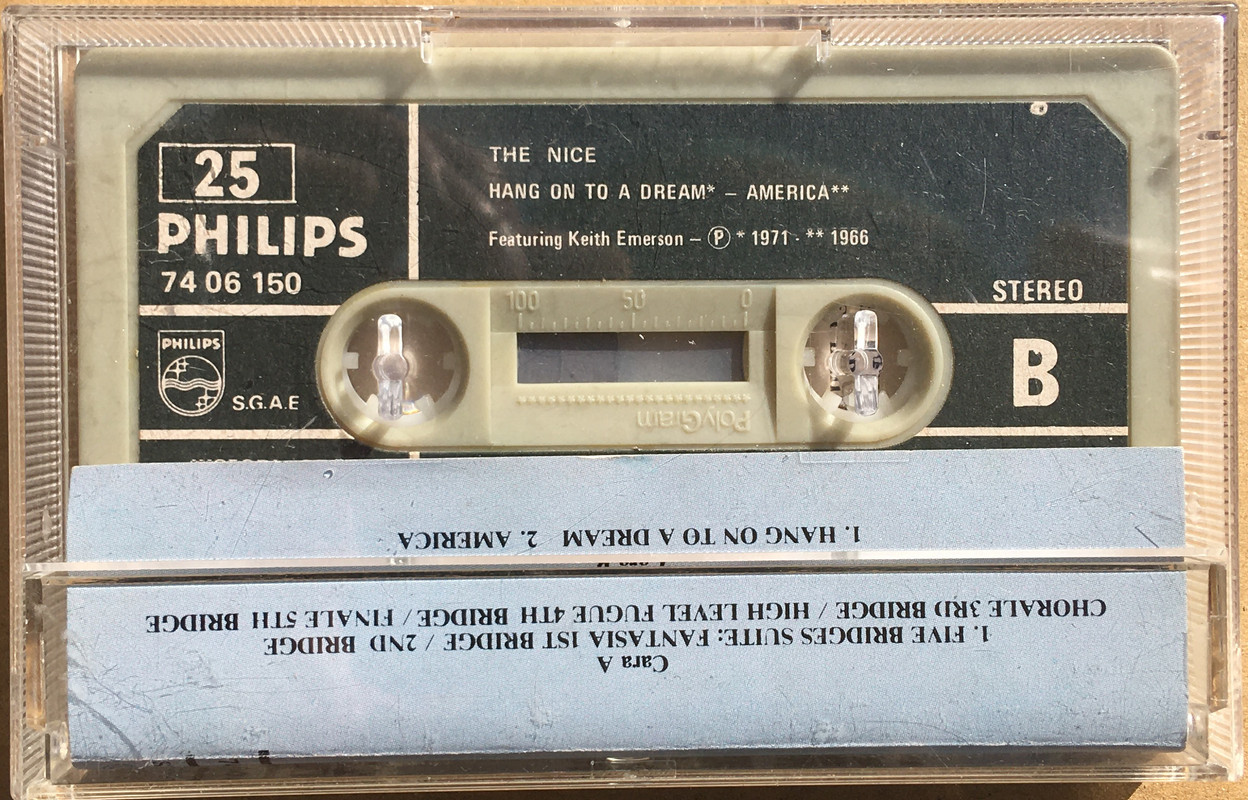 25
PHILIPS
74 06 150
THE NICE
HANG ON TO A DREAM* – AMERICA**
Featuring Keith Emerson – Ⓟ * 1971 - ** 1966
STEREO
B
PHILIPS
S.G.A.E
100 50 0
PolyGram
Cara A
1. FIVE BRIDGES SUITE: FANTASIA 1ST BRIDGE / 2ND BRIDGE
CHORALE 3RD BRIDGE / HIGH LEVEL FUGUE 4TH BRIDGE / FINALE 5TH BRIDGE
1. HANG ON TO A DREAM 2. AMERICA